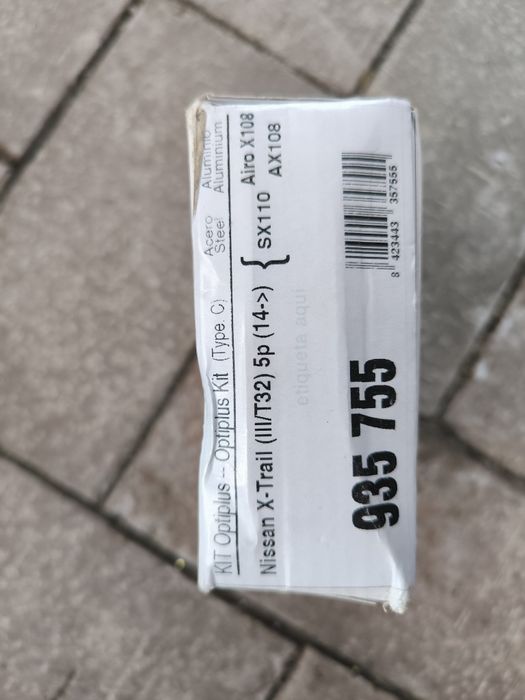 KIT Optiplus -- Optiplus Kit (Type. C)
Acero
Steel
Aluminio
Aluminium
Nissan X-Trail (III/T32) 5p (14->) { SX110
Airo X108
AX108
etiqueta aquí
935 755
8 423443 357555